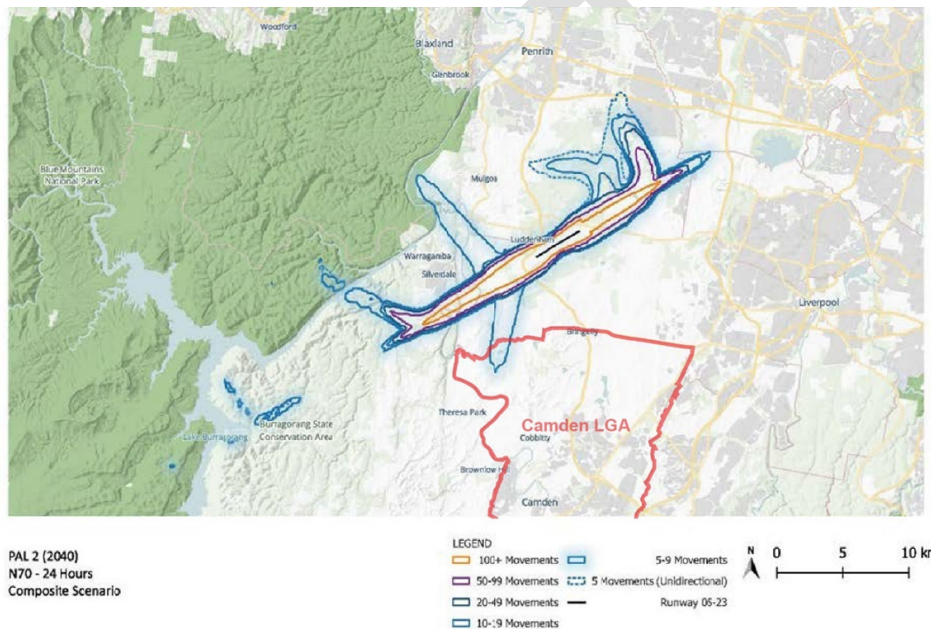 Woodford
Blaxland
Penrith
Glenbrook
Blue Mountains
National Park
Mulgoa
Luddenham
Warragamba
Silverdale
Liverpool
Bringelly
Theresa Park
Camden LGA
Burragorang State
Conservation Area
Lake Burragorang
Cobbitty
Brownlow Hill
Camden
PAL 2 (2040)
N70 - 24 Hours
Composite Scenario
LEGEND
100+ Movements
50-99 Movements
20-49 Movements
10-19 Movements
5-9 Movements
5 Movements (Unidirectional)
Runway 05-23
N
0 5 10 km